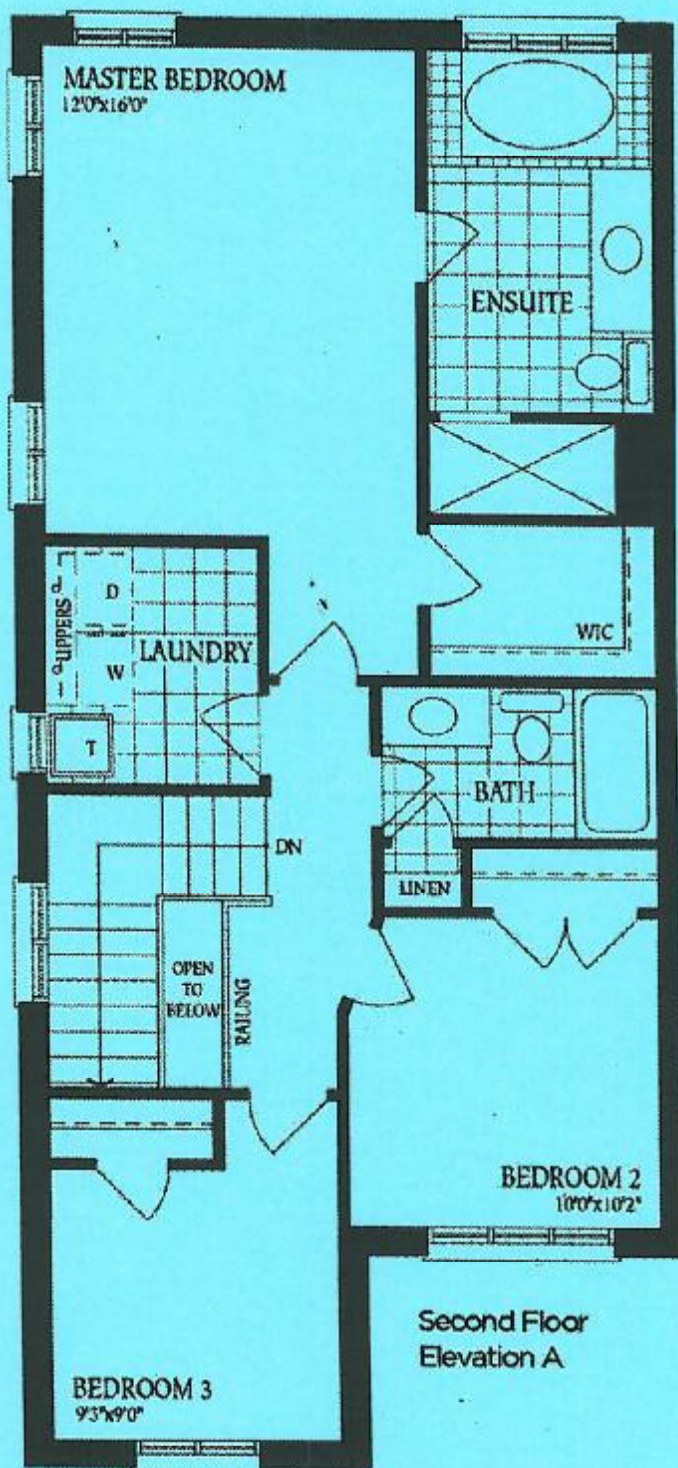 MASTER BEDROOM
12'0"x16'0"
ENSUITE
UPPERS
D
W
LAUNDRY
T
WIC
BATH
DN
LINEN
OPEN
TO
BELOW
RAILING
BEDROOM 2
10'0"x10'2"
BEDROOM 3
9'3"x9'0"
Second Floor
Elevation A